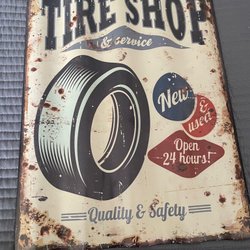 TIRE SHOP
& service
New
&
used
Open
-24 hours!-
Quality & Safety